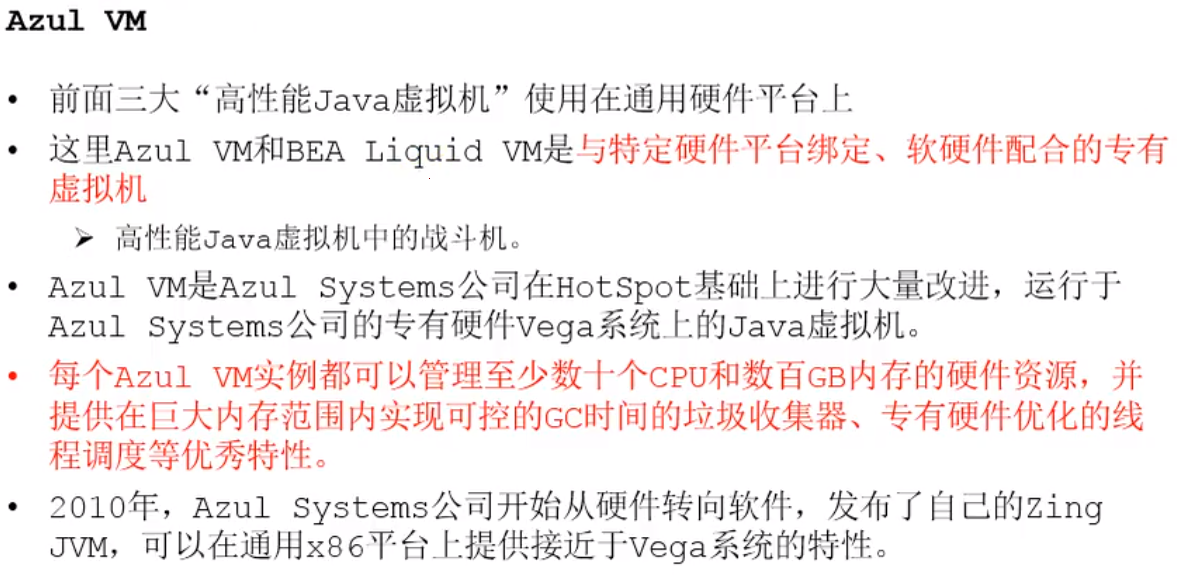 Azul VM
• 前面三大“高性能Java虚拟机”使用在通用硬件平台上
• 这里Azul VM和BEA Liquid VM是与特定硬件平台绑定、软硬件配合的专有
虚拟机
➢ 高性能Java虚拟机中的战斗机。
• Azul VM是Azul Systems公司在HotSpot基础上进行大量改进，运行于
Azul Systems公司的专有硬件Vega系统上的Java虚拟机。
• 每个Azul VM实例都可以管理至少数十个CPU和数百GB内存的硬件资源，并
提供在巨大内存范围内实现可控的GC时间的垃圾收集器、专有硬件优化的线
程调度等优秀特性。
• 2010年，Azul Systems公司开始从硬件转向软件，发布了自己的Zing
JVM，可以在通用x86平台上提供接近于Vega系统的特性。